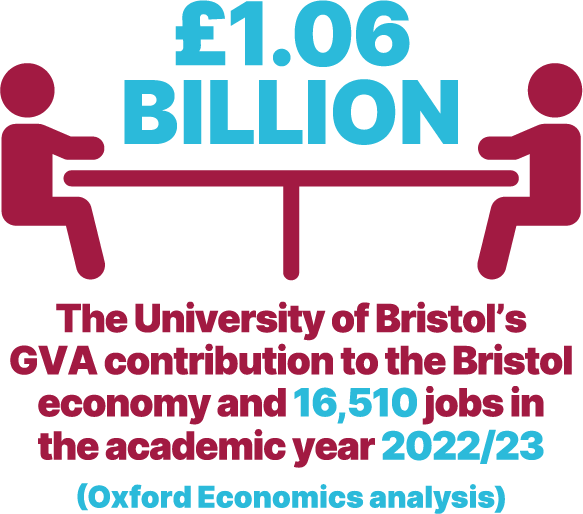 £1.06
BILLION
The University of Bristol’s
GVA contribution to the Bristol
economy and 16,510 jobs in
the academic year 2022/23
(Oxford Economics analysis)